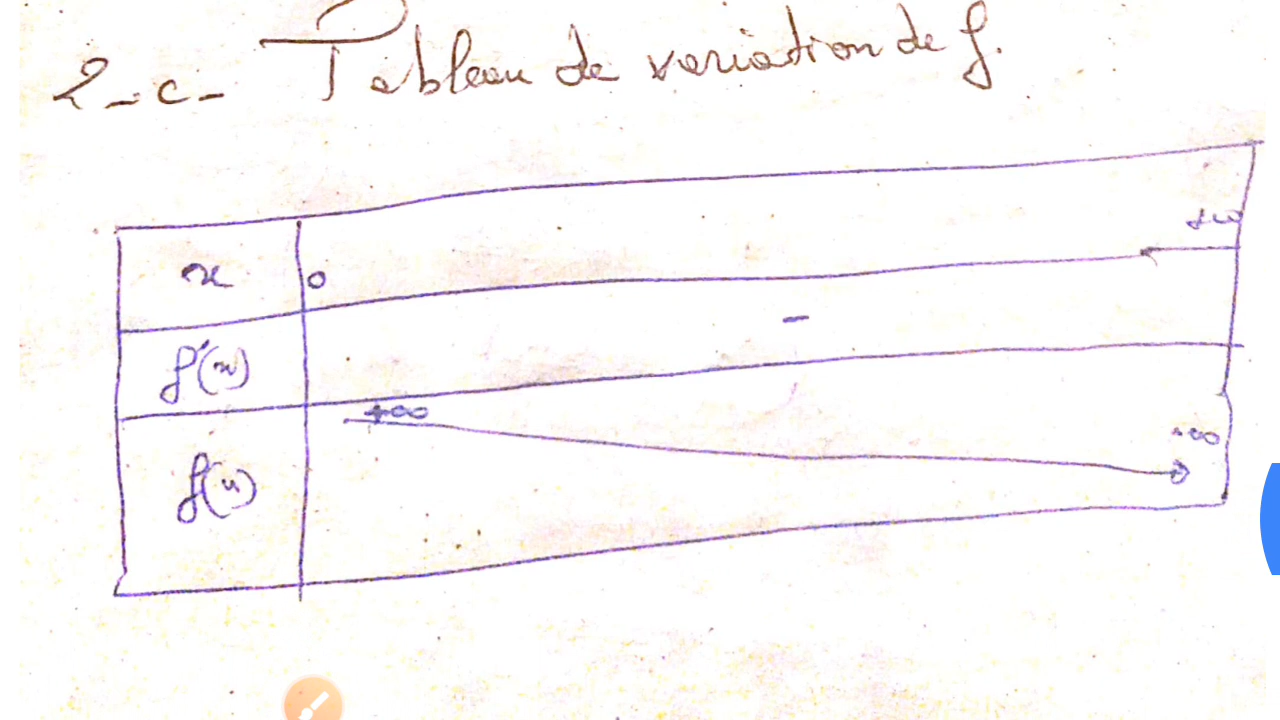 2-c- Tableau de variation de f.
x 0 +∞
f'(x) -
f(x) +∞ -∞